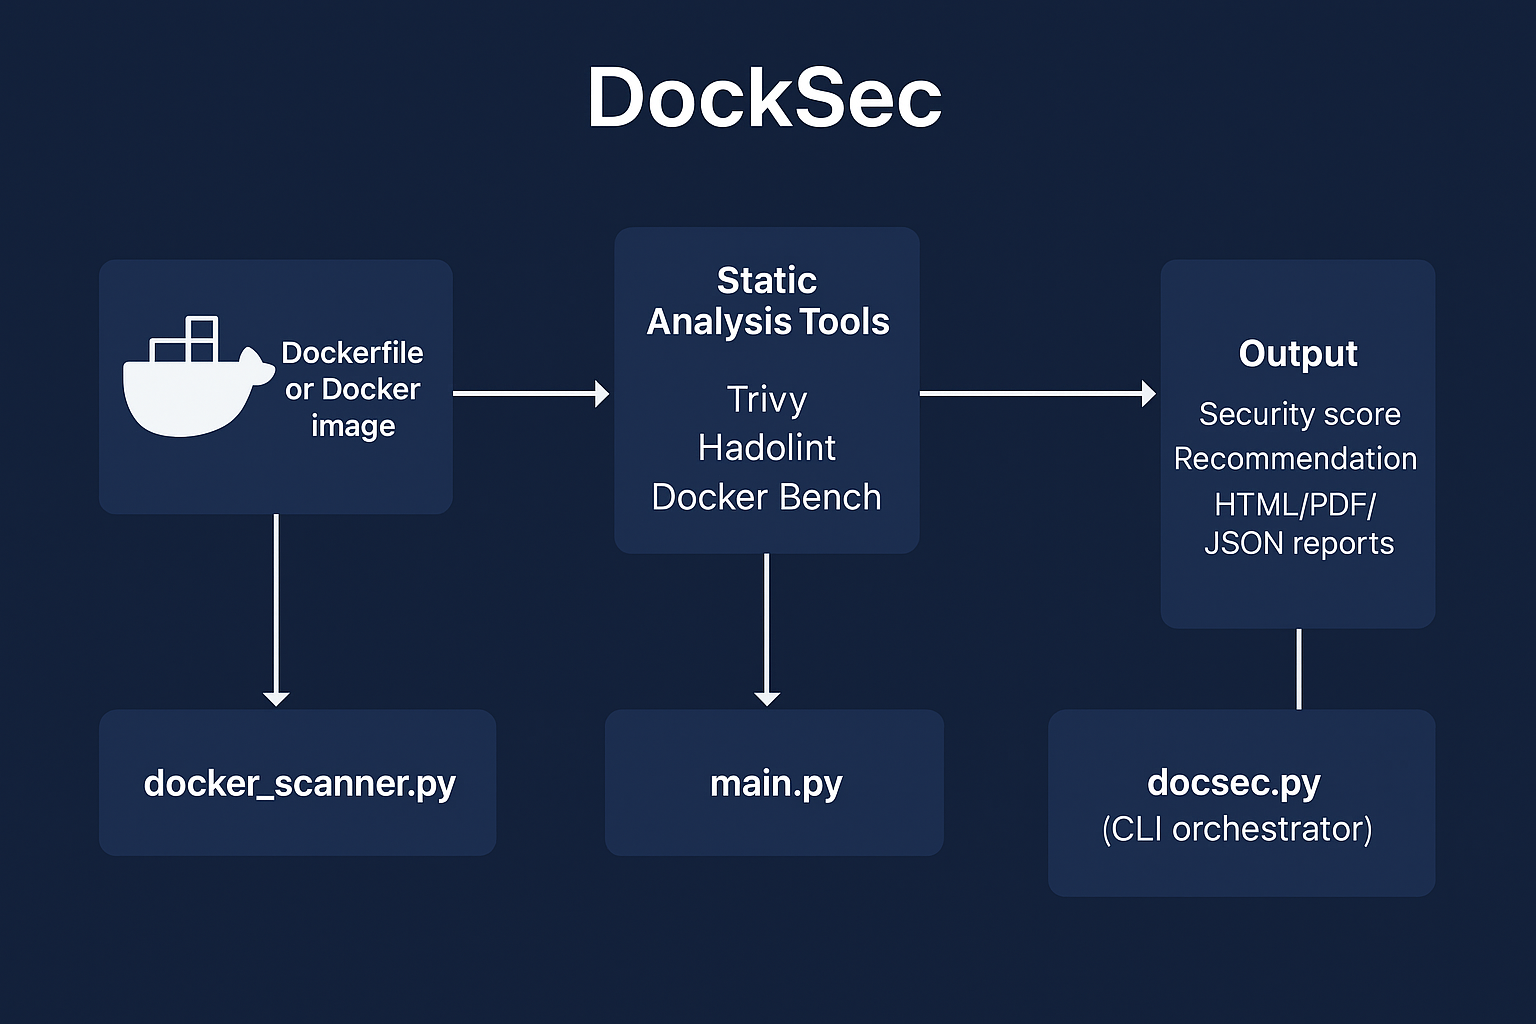 DockSec
Dockerfile
or Docker
image
Static
Analysis Tools
Trivy
Hadolint
Docker Bench
Output
Security score
Recommendation
HTML/PDF/
JSON reports
docker_scanner.py
main.py
docsec.py
(CLI orchestrator)